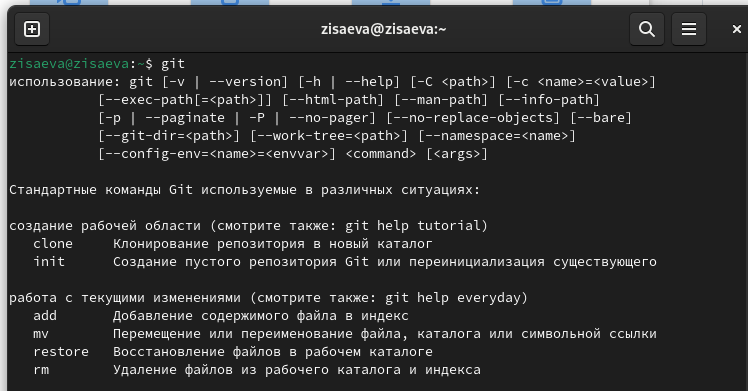 zisaeva@zisaeva:~
zisaeva@zisaeva:~$ git
использование: git [-v | --version] [-h | --help] [-C <path>] [-c <name>=<value>]
[--exec-path[=<path>]] [--html-path] [--man-path] [--info-path]
[-p | --paginate | -P | --no-pager] [--no-replace-objects] [--bare]
[--git-dir=<path>] [--work-tree=<path>] [--namespace=<name>]
[--config-env=<name>=<envvar>] <command> [<args>]
Стандартные команды Git используемые в различных ситуациях:
создание рабочей области (смотрите также: git help tutorial)
clone Клонирование репозитория в новый каталог
init Создание пустого репозитория Git или переинициализация существующего
работа с текущими изменениями (смотрите также: git help everyday)
add Добавление содержимого файла в индекс
mv Перемещение или переименование файла, каталога или символьной ссылки
restore Восстановление файлов в рабочем каталоге
rm Удаление файлов из рабочего каталога и индекса